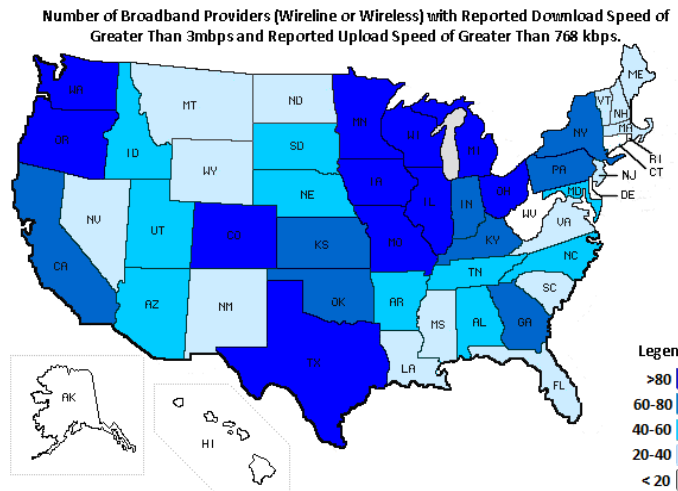 Number of Broadband Providers (Wireline or Wireless) with Reported Download Speed of
Greater Than 3mbps and Reported Upload Speed of Greater Than 768 kbps.
WA
MT
ND
MN
ME
OR
ID
SD
WI
MI
VT
NH
NY
MA
WY
RI
CT
NE
IA
PA
NJ
NV
UT
CO
IL
IN
OH
MD
DE
WV
VA
CA
KS
MO
KY
NC
AZ
NM
OK
AR
TN
SC
MS
AL
GA
TX
LA
FL
AK
HI
Legen
>80
60-80
40-60
20-40
< 20